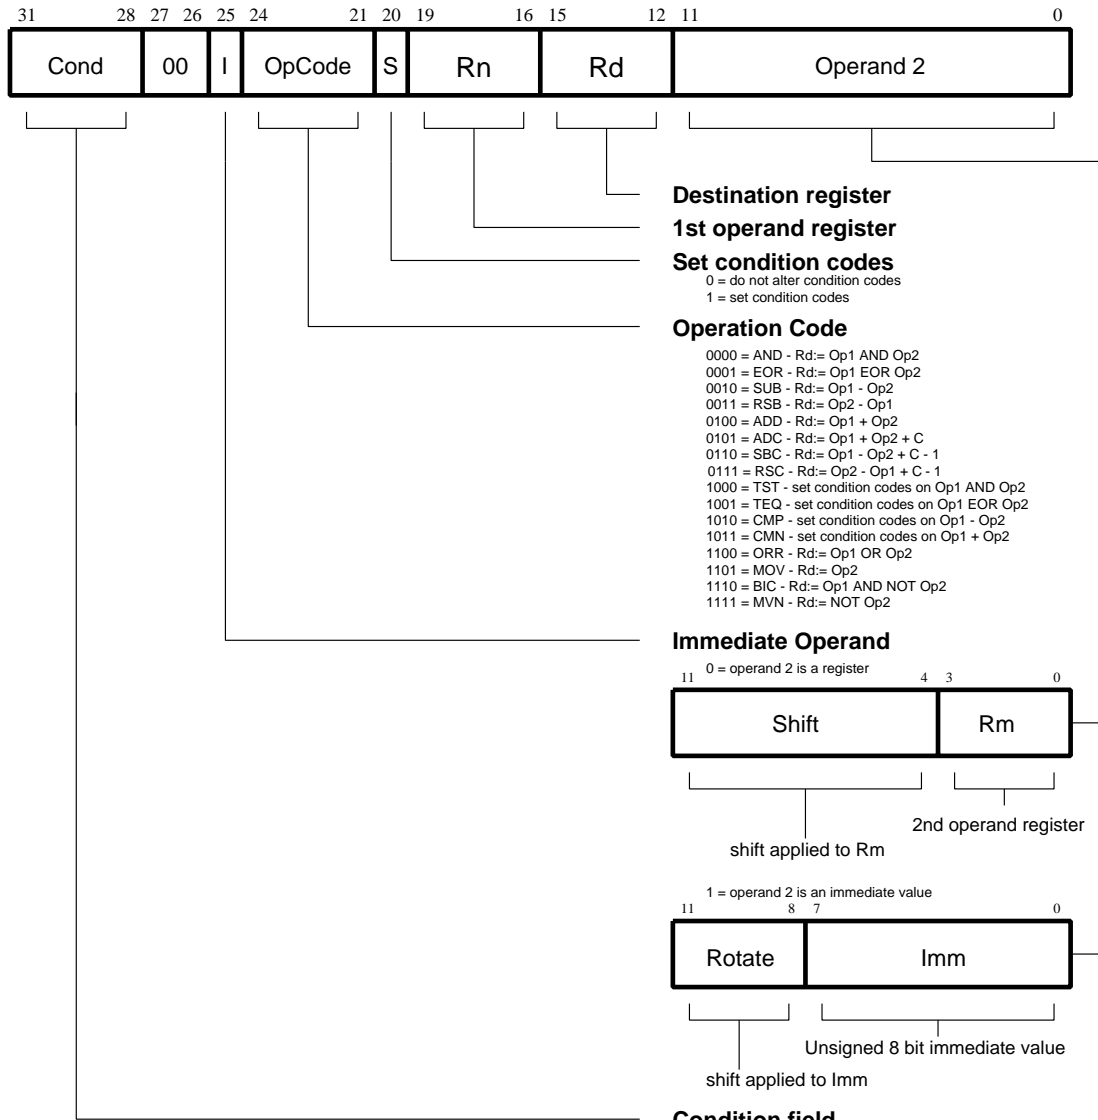 31 28 27 26 25 24 21 20 19 16 15 12 11 0
Cond 00 I OpCode S Rn Rd Operand 2
Destination register
1st operand register
Set condition codes
0 = do not alter condition codes
1 = set condition codes
Operation Code
0000 = AND - Rd:= Op1 AND Op2
0001 = EOR - Rd:= Op1 EOR Op2
0010 = SUB - Rd:= Op1 - Op2
0011 = RSB - Rd:= Op2 - Op1
0100 = ADD - Rd:= Op1 + Op2
0101 = ADC - Rd:= Op1 + Op2 + C
0110 = SBC - Rd:= Op1 - Op2 + C - 1
0111 = RSC - Rd:= Op2 - Op1 + C - 1
1000 = TST - set condition codes on Op1 AND Op2
1001 = TEQ - set condition codes on Op1 EOR Op2
1010 = CMP - set condition codes on Op1 - Op2
1011 = CMN - set condition codes on Op1 + Op2
1100 = ORR - Rd:= Op1 OR Op2
1101 = MOV - Rd:= Op2
1110 = BIC - Rd:= Op1 AND NOT Op2
1111 = MVN - Rd:= NOT Op2
Immediate Operand
0 = operand 2 is a register
11 4 3 0
Shift Rm
2nd operand register
shift applied to Rm
1 = operand 2 is an immediate value
11 8 7 0
Rotate Imm
Unsigned 8 bit immediate value
shift applied to Imm
Condition field